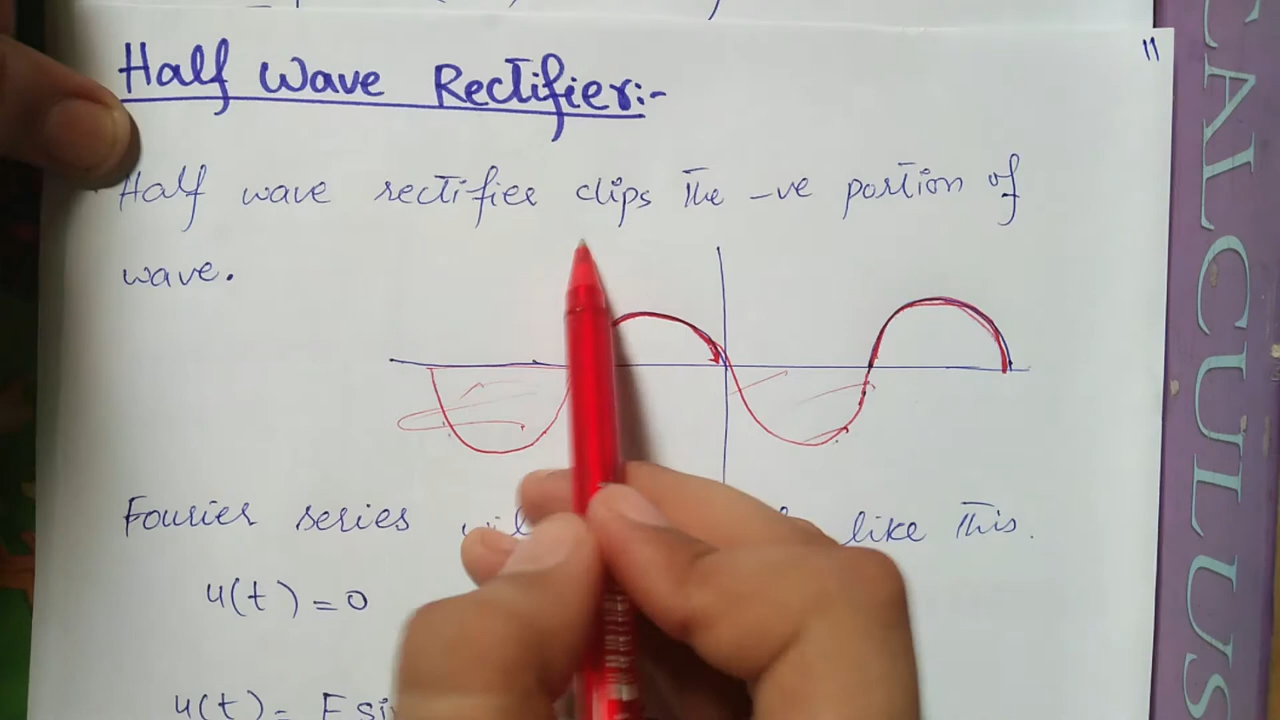 11
Half Wave Rectifier:-
Half wave rectifier clips the -ve portion of
wave.
Fourier series like this.
u(t) = 0
u(t) = E
CALCULUS